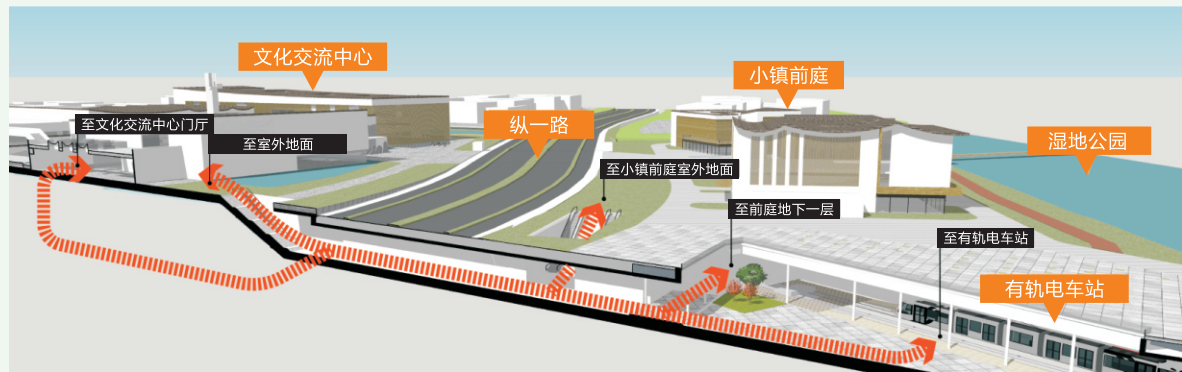 文化交流中心
小镇前庭
至文化交流中心门厅
纵一路
湿地公园
至室外地面
至小镇前庭室外地面
至前庭地下一层
至有轨电车站
有轨电车站